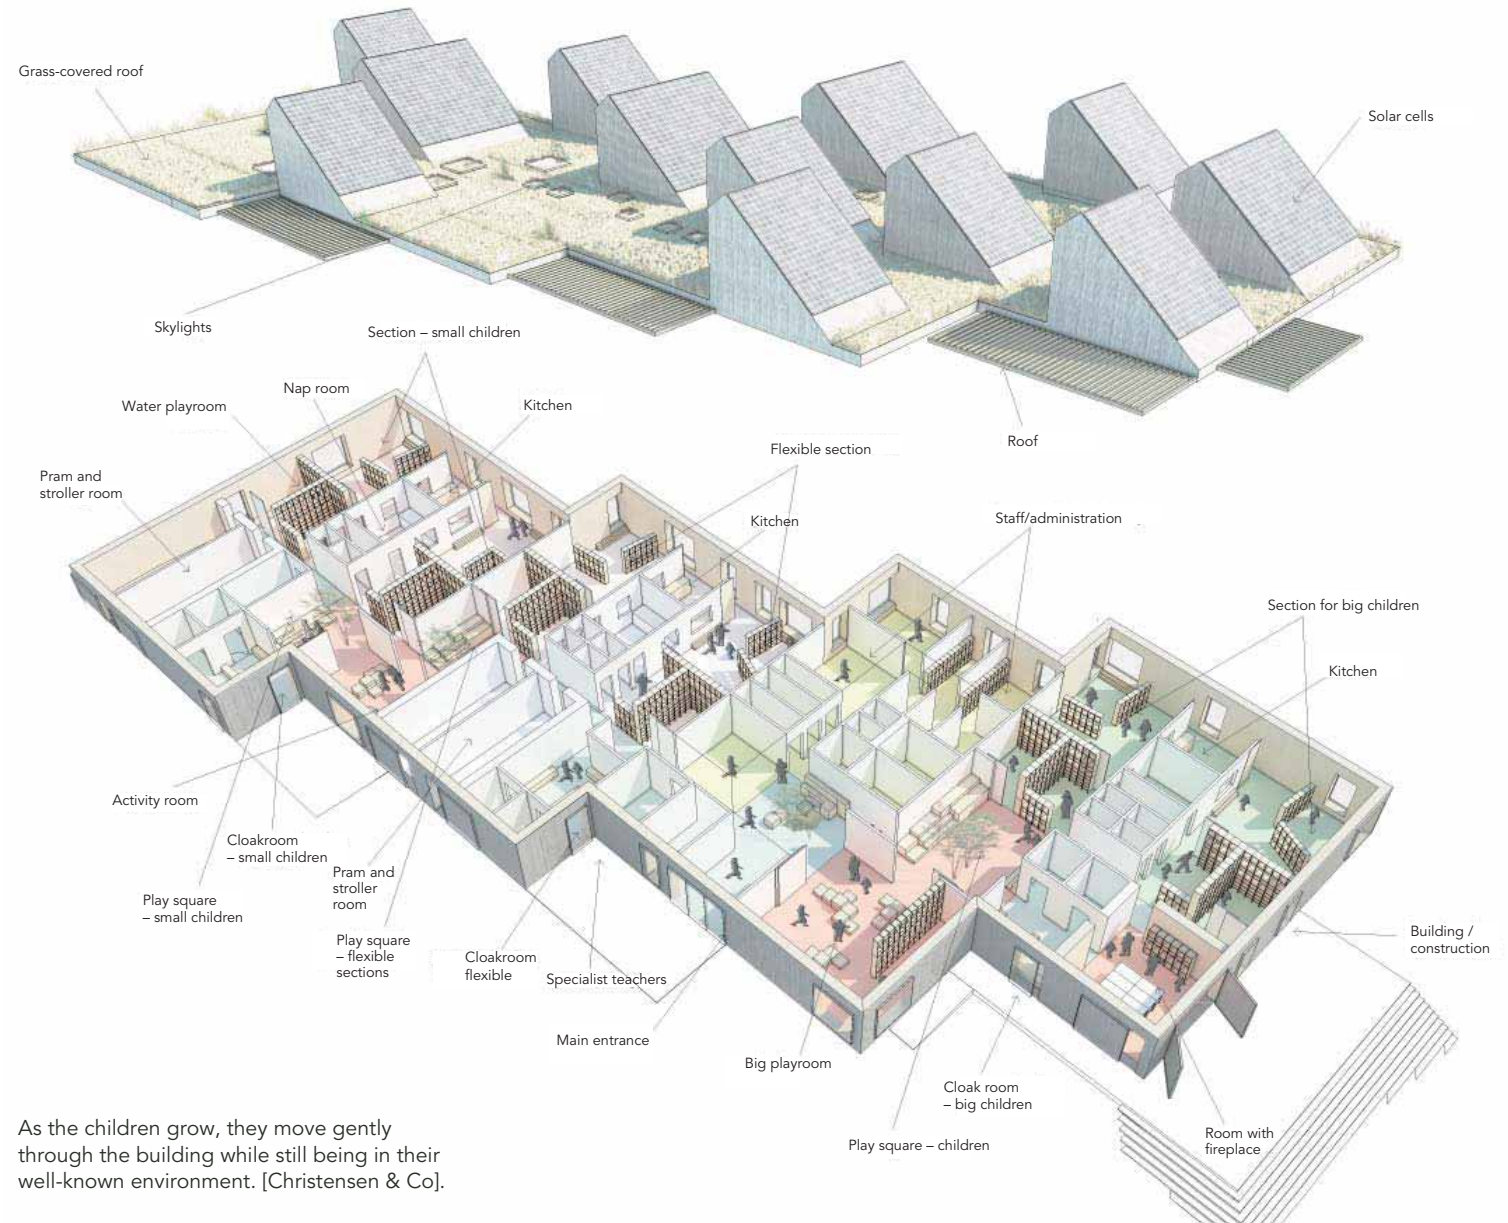 Grass-covered roof
Solar cells
Skylights
Section – small children
Nap room
Water playroom
Kitchen
Roof
Flexible section
Pram and
stroller room
Kitchen
Staff/administration
Section for big children
Kitchen
Activity room
Cloakroom
– small children
Pram and
stroller
room
Play square
– small children
Play square
– flexible
sections
Cloakroom
flexible
Specialist teachers
Building /
construction
Main entrance
Big playroom
Cloak room
– big children
Play square – children
Room with
fireplace
As the children grow, they move gently
through the building while still being in their
well-known environment. [Christensen & Co].